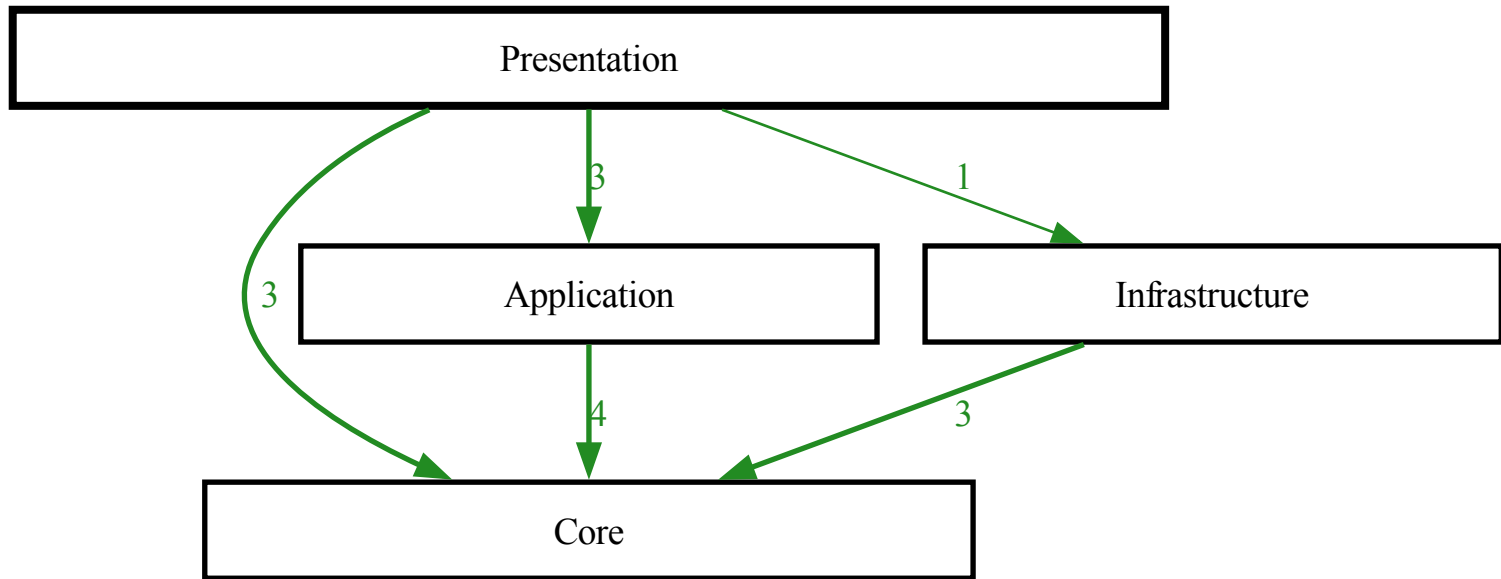 Presentation
3
1
3
Application
Infrastructure
4
3
Core